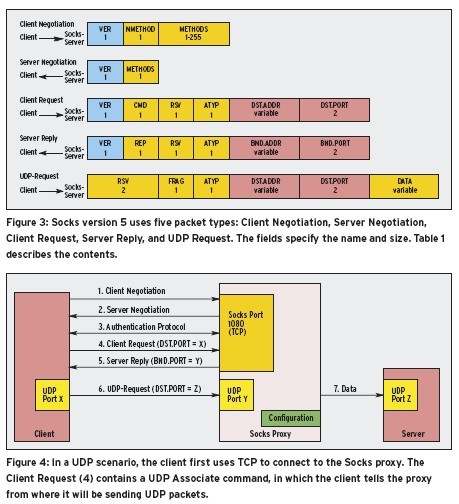 Client Negotiation
Client Socks-Server VER 1 NMETHOD 1 METHODS 1-255
Server Negotiation
Client Socks-Server VER 1 METHODS 1
Client Request
Client Socks-Server VER 1 CMD 1 RSV 1 ATYP 1 DST.ADDR variable DST.PORT 2
Server Reply
Client Socks-Server VER 1 REP 1 RSV 1 ATYP 1 BND.ADDR variable BND.PORT 2
UDP-Request
Client Socks-Server RSV 2 FRAG 1 ATYP 1 DST.ADDR variable DST.PORT 2 DATA variable
Figure 3: Socks version 5 uses five packet types: Client Negotiation, Server Negotiation,
Client Request, Server Reply, and UDP Request. The fields specify the name and size. Table 1
describes the contents.
1. Client Negotiation
2. Server Negotiation
3. Authentication Protocol
4. Client Request (DST.PORT = X)
5. Server Reply (BND.PORT = Y)
Socks Port
1080
(TCP)
UDP
Port X
6. UDP-Request (DST.PORT = Z)
UDP
Port Y
7. Data
UDP
Port Z
Configuration
Client
Socks Proxy
Server
Figure 4: In a UDP scenario, the client first uses TCP to connect to the Socks proxy. The
Client Request (4) contains a UDP Associate command, in which the client tells the proxy
from where it will be sending UDP packets.